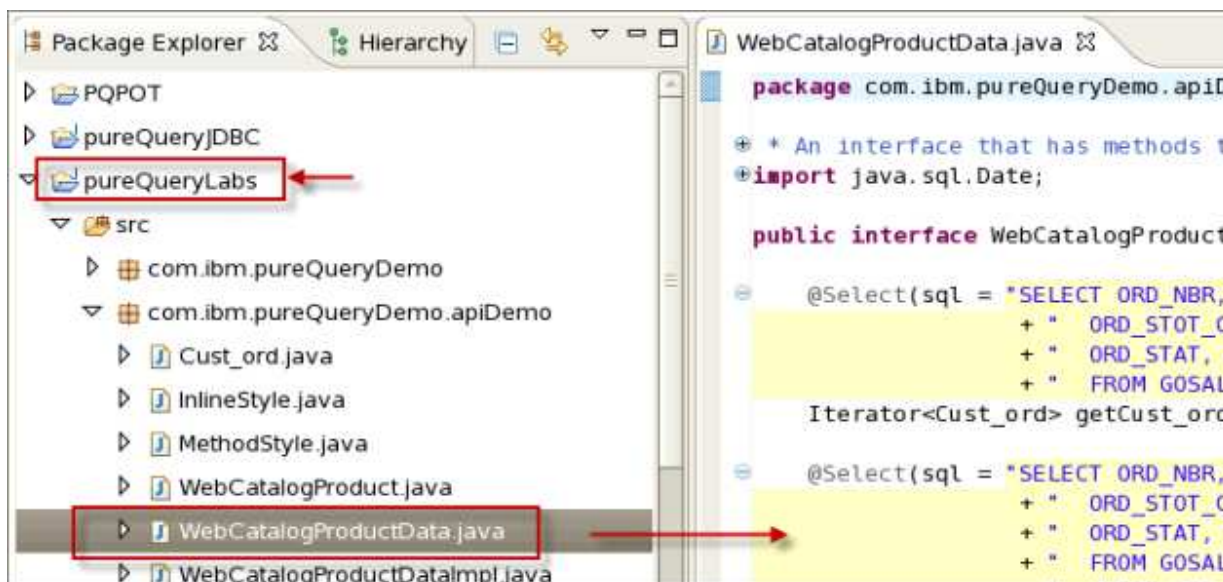 Package Explorer
Hierarchy
PQPOT
pureQueryJDBC
pureQueryLabs
src
com.ibm.pureQueryDemo
com.ibm.pureQueryDemo.apiDemo
Cust_ord.java
InlineStyle.java
MethodStyle.java
WebCatalogProduct.java
WebCatalogProductData.java
WebCatalogProductDataImpl.java
WebCatalogProductData.java
package com.ibm.pureQueryDemo.apiD
* An interface that has methods t
import java.sql.Date;
public interface WebCatalogProduct
@Select(sql = "SELECT ORD_NBR,
+ " ORD_STOT_C
+ " ORD_STAT,
+ " FROM GOSAL
Iterator<Cust_ord> getCust_ord
@Select(sql = "SELECT ORD_NBR,
+ " ORD_STOT_C
+ " ORD_STAT,
+ " FROM GOSAL